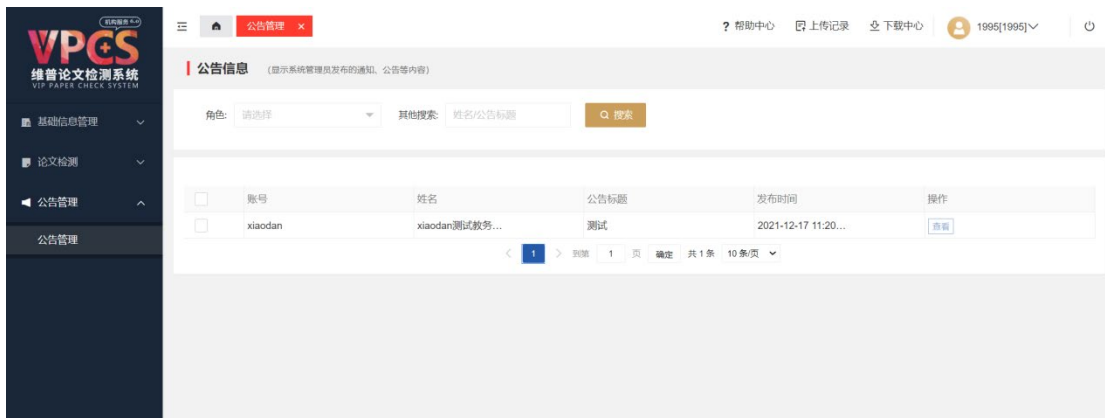 机构服务 6.0
VPCS
维普论文检测系统
VIP PAPER CHECK SYSTEM
公告管理 ×
? 帮助中心 上传记录 下载中心 1995[1995]
公告信息 (显示系统管理员发布的通知、公告等内容)
基础信息管理
角色: 请选择 其他搜索: 姓名/公告标题 搜索
论文检测
公告管理
账号 姓名 公告标题 发布时间 操作
xiaodan xiaodan测试教务... 测试 2021-12-17 11:20... 查看
公告管理
< 1 > 到第 1 页 确定 共 1 条 10 条/页